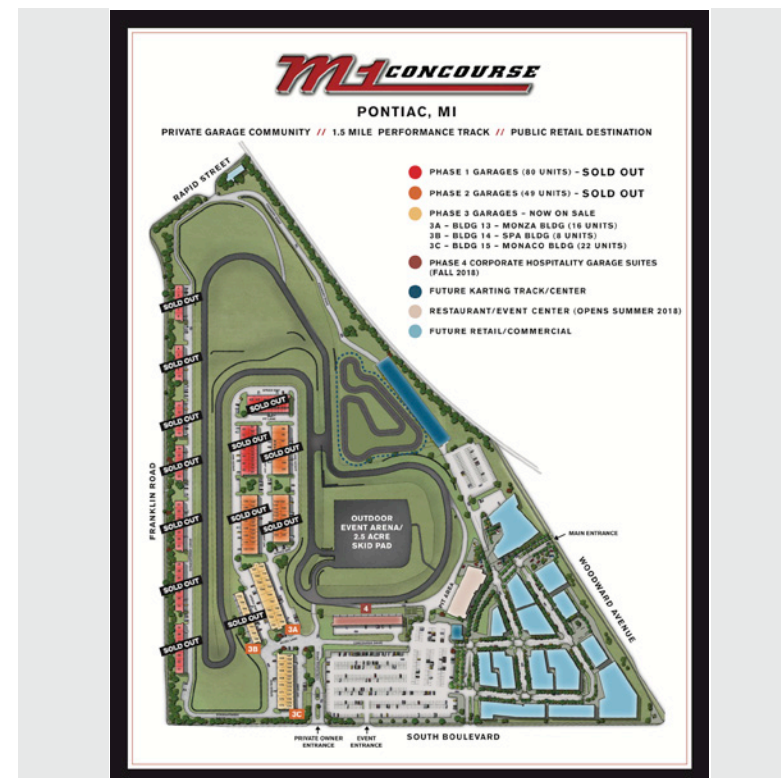 M1 CONCOURSE
PONTIAC, MI
PRIVATE GARAGE COMMUNITY // 1.5 MILE PERFORMANCE TRACK // PUBLIC RETAIL DESTINATION
RAPID STREET
PHASE 1 GARAGES (80 UNITS) – SOLD OUT
PHASE 2 GARAGES (49 UNITS) – SOLD OUT
PHASE 3 GARAGES – NOW ON SALE
3A – BLDG 13 – MONZA BLDG (16 UNITS)
3B – BLDG 14 – SPA BLDG (8 UNITS)
3C – BLDG 15 – MONACO BLDG (22 UNITS)
PHASE 4 CORPORATE HOSPITALITY GARAGE SUITES
(FALL 2018)
FUTURE KARTING TRACK/CENTER
RESTAURANT/EVENT CENTER (OPENS SUMMER 2018)
FUTURE RETAIL/COMMERCIAL
SOLD OUT
SOLD OUT
SOLD OUT
SOLD OUT
SOLD OUT
SOLD OUT
SOLD OUT
FRANKLIN ROAD
SOLD OUT
SOLD OUT
SOLD OUT
SOLD OUT
SOLD OUT
SOLD OUT
OUTDOOR
EVENT ARENA/
2.5 ACRE
SKID PAD
MAIN ENTRANCE
WOODWARD AVENUE
PIT AREA
4
3A
3B
3C
PRIVATE OWNER
ENTRANCE
EVENT
ENTRANCE
SOUTH BOULEVARD